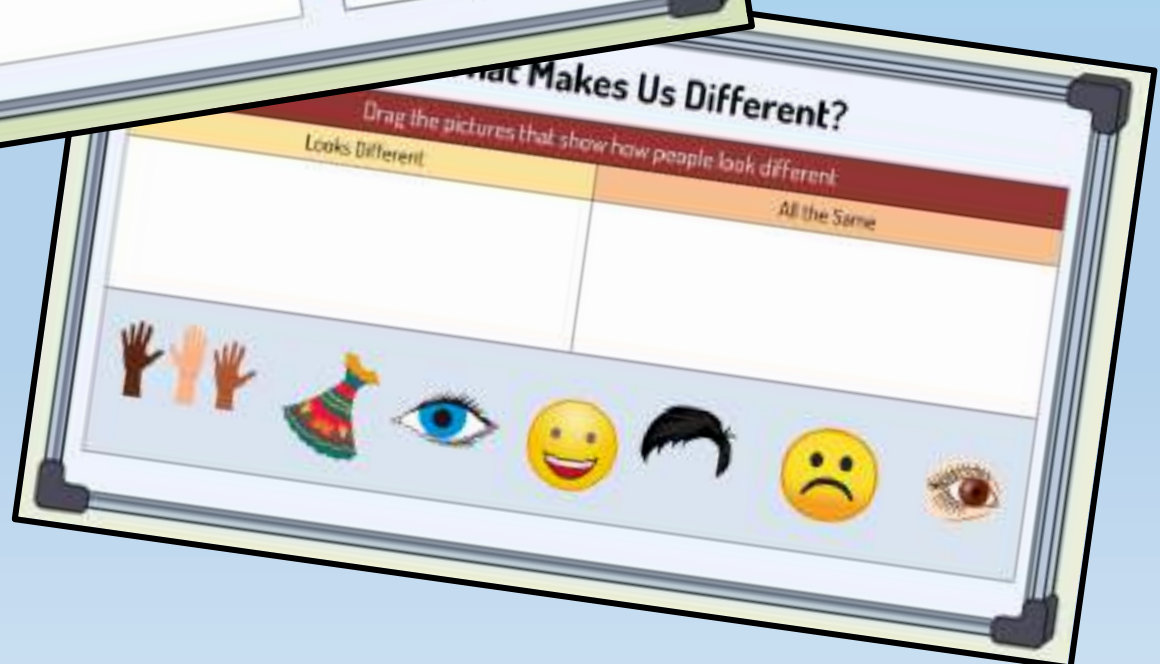 Makes Us Different?
Drag the pictures that show how people look different
Looks Different
All the Same